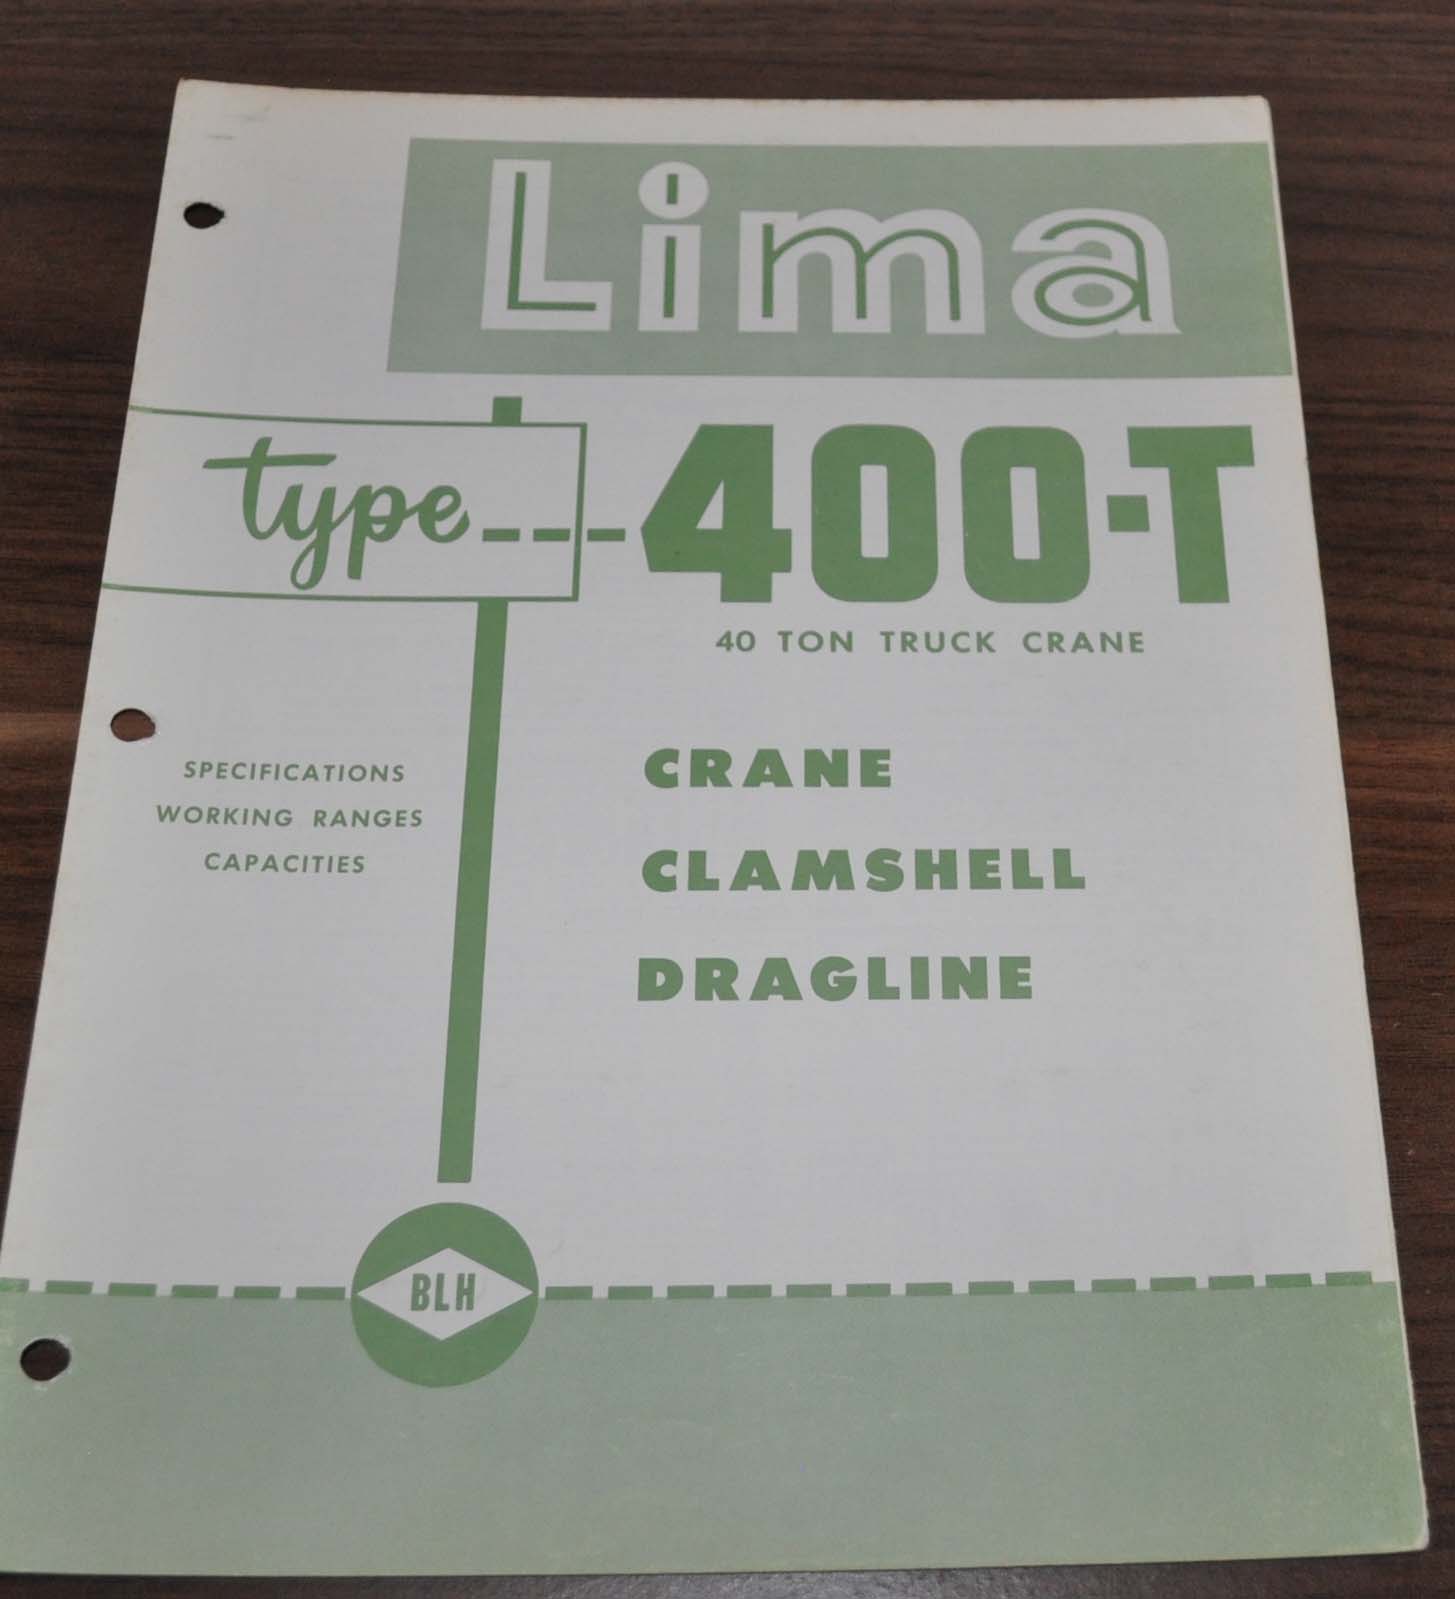 Lima
type 400-T
40 TON TRUCK CRANE
SPECIFICATIONS
WORKING RANGES
CAPACITIES
CRANE
CLAMSHELL
DRAGLINE
BLH